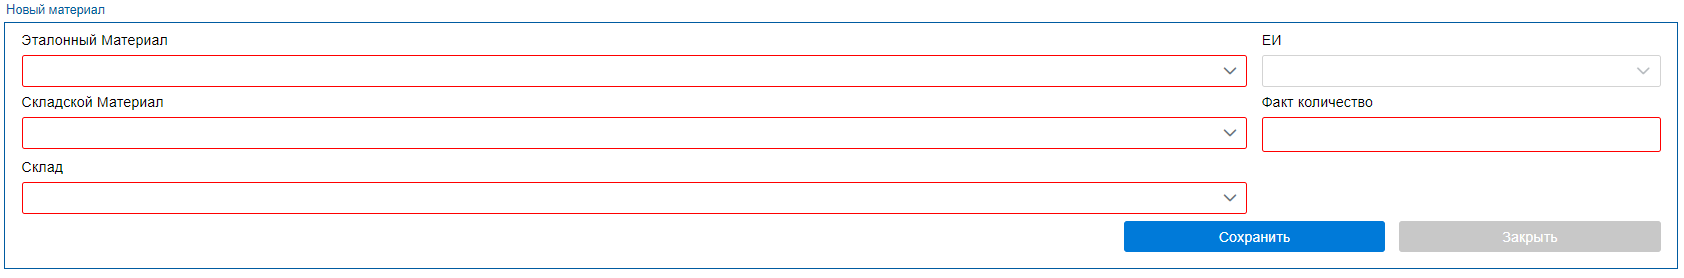 Новый материал
Эталонный Материал
ЕИ
Складской Материал
Факт количество
Склад
Сохранить
Закрыть